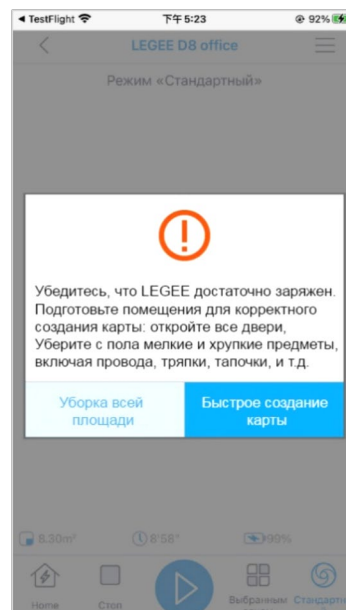 ◀ TestFlight 下午5:23 92%
LEGEE D8 office
Режим «Стандартный»
Убедитесь, что LEGEE достаточно заряжен.
Подготовьте помещения для корректного
создания карты: откройте все двери,
Уберите с пола мелкие и хрупкие предметы,
включая провода, тряпки, тапочки, и т.д.
Уборка всей
площади
Быстрое создание
карты
8.30m² 8'58" 99%
Home Стоп Выбранным Стандартн